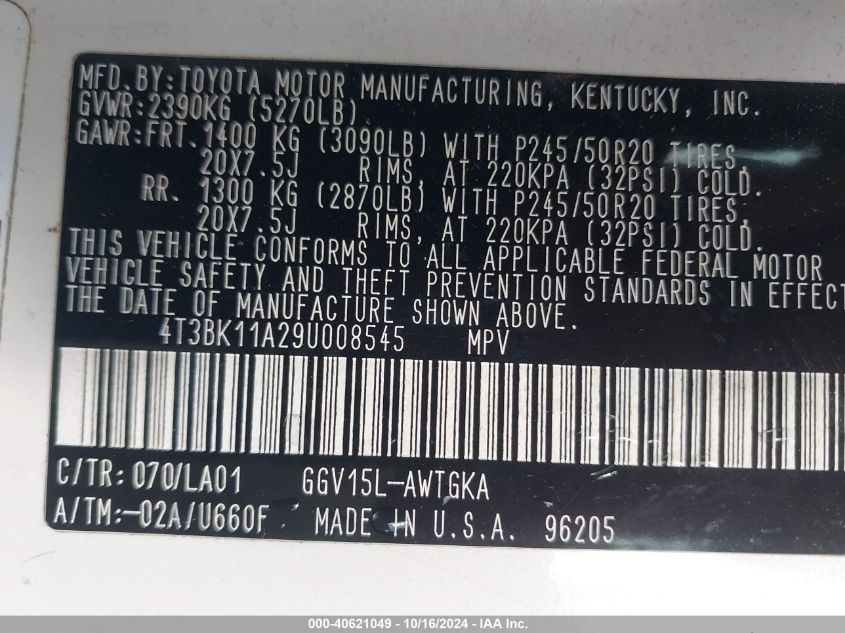 MFD. BY: TOYOTA MOTOR MANUFACTURING, KENTUCKY, INC.
GVWR: 2390KG (5270LB)
GAWR: FRT. 1400 KG (3090LB) WITH P245/50R20 TIRES,
20X7.5J RIMS, AT 220KPA (32PSI) COLD.
RR. 1300 KG (2870LB) WITH P245/50R20 TIRES,
20X7.5J RIMS, AT 220KPA (32PSI) COLD.
THIS VEHICLE CONFORMS TO ALL APPLICABLE FEDERAL MOTOR
VEHICLE SAFETY AND THEFT PREVENTION STANDARDS IN EFFECT
THE DATE OF MANUFACTURE SHOWN ABOVE.
4T3BK11A29U008545 MPV
C/TR: 070/LA01 GGV15L-AWTGKA
A/TM:-02A/U660F MADE IN U.S.A. 96205
000-40621049 - 10/16/2024 - IAA Inc.